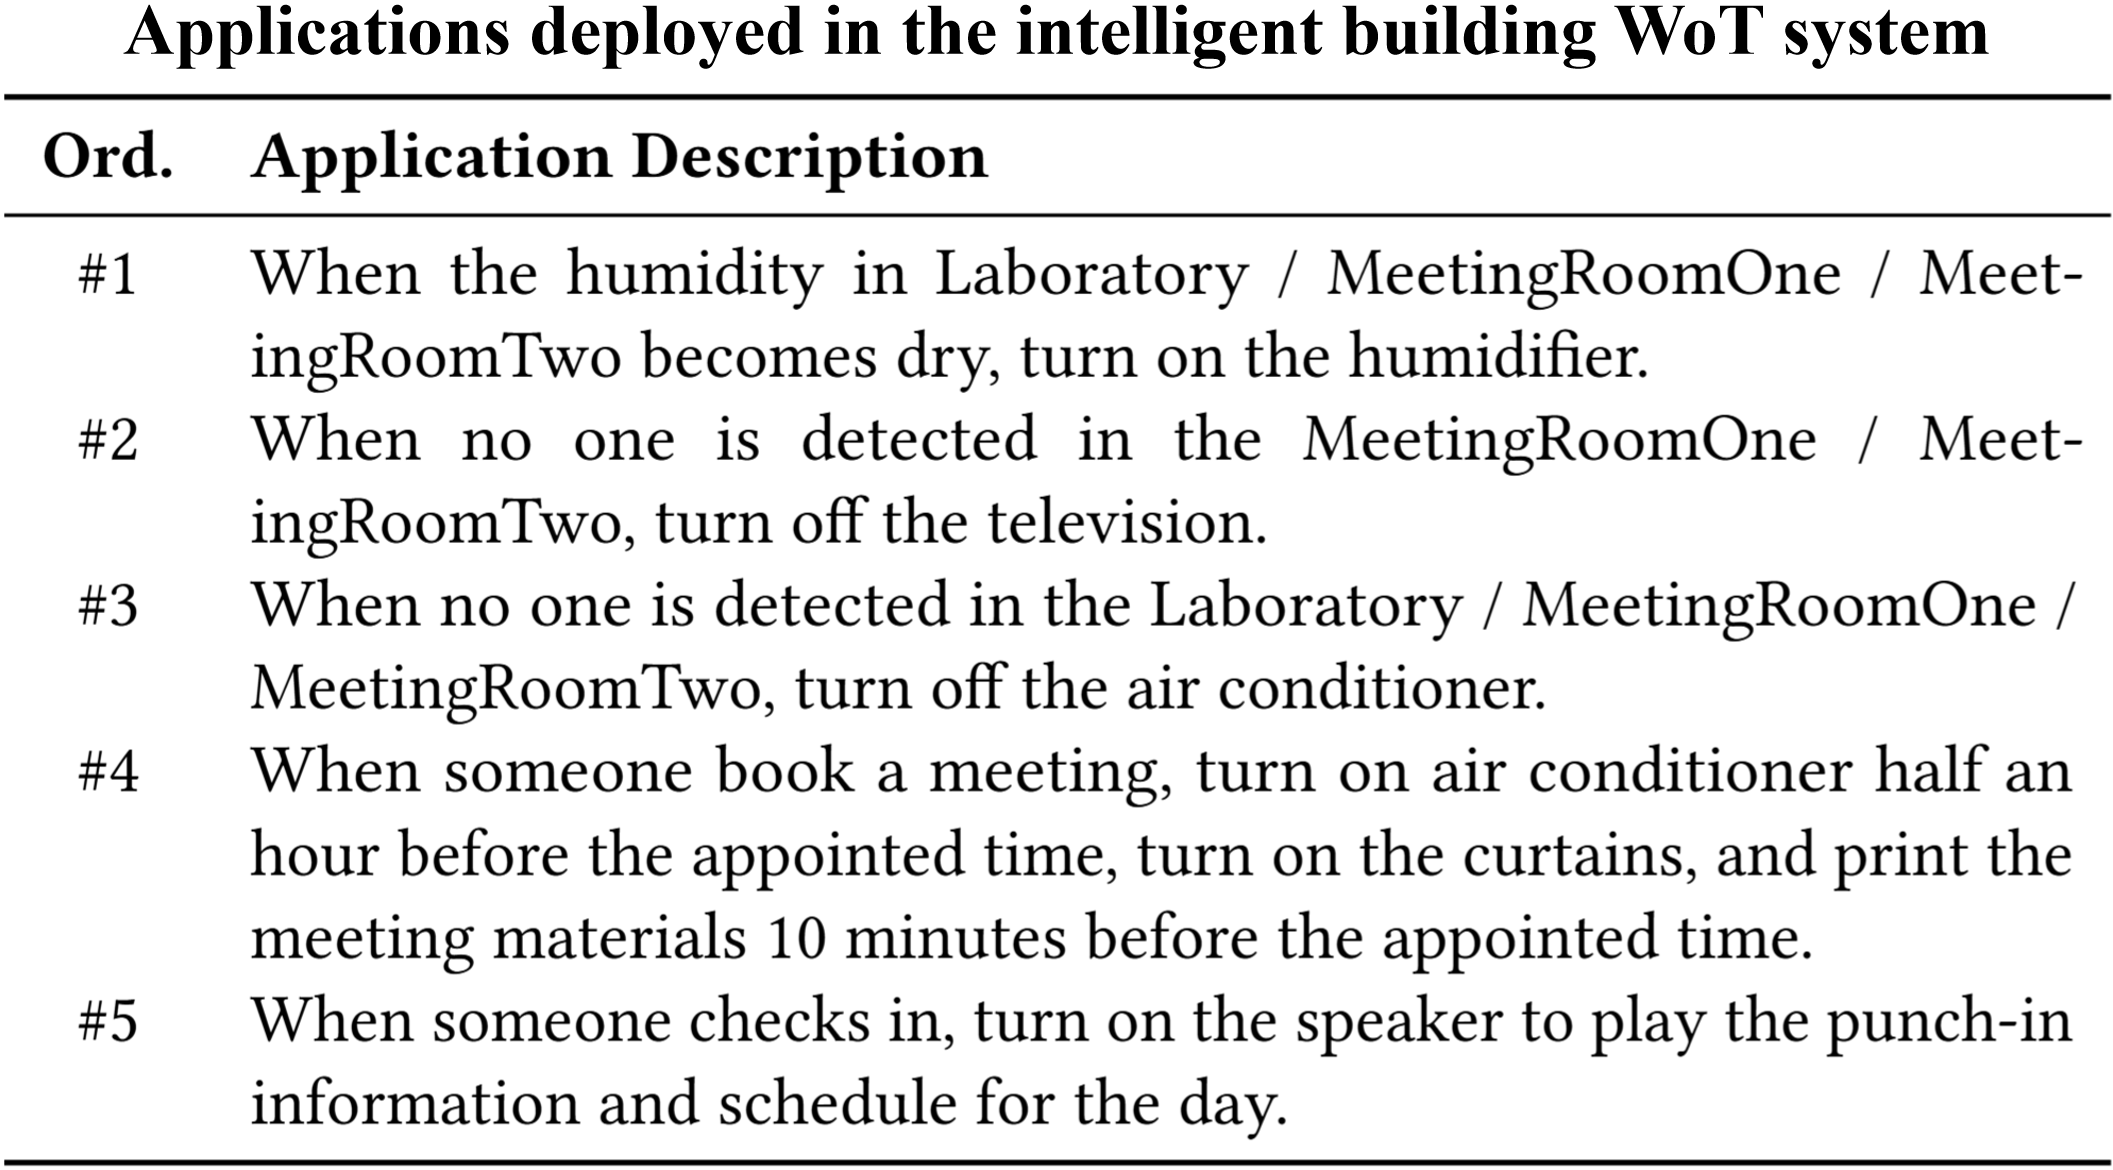 Applications deployed in the intelligent building WoT system
Ord. Application Description
#1 When the humidity in Laboratory / MeetingRoomOne / Meet-
ingRoomTwo becomes dry, turn on the humidifier.
#2 When no one is detected in the MeetingRoomOne / Meet-
ingRoomTwo, turn off the television.
#3 When no one is detected in the Laboratory / MeetingRoomOne /
MeetingRoomTwo, turn off the air conditioner.
#4 When someone book a meeting, turn on air conditioner half an
hour before the appointed time, turn on the curtains, and print the
meeting materials 10 minutes before the appointed time.
#5 When someone checks in, turn on the speaker to play the punch-in
information and schedule for the day.